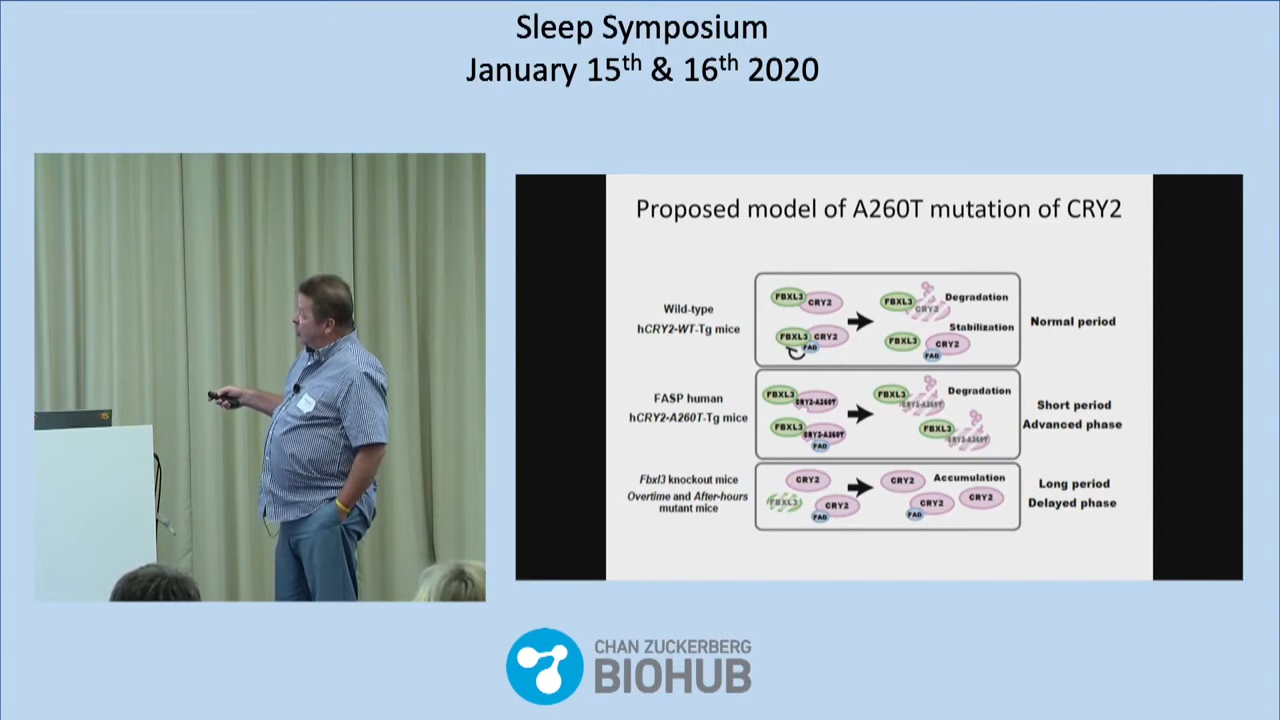 Sleep Symposium
January 15th & 16th 2020
Proposed model of A260T mutation of CRY2
Wild-type
hCRY2-WT-Tg mice
FBXL3
CRY2
FBXL3
CRY2
FAD
FBXL3
CRY2
Degradation
Stabilization
FBXL3
CRY2
FAD
Normal period
FASP human
hCRY2-A260T-Tg mice
FBXL3
CRY2-A260T
FBXL3
CRY2-A260T
FAD
FBXL3
CRY2-A260T
Degradation
FBXL3
CRY2-A260T
Short period
Advanced phase
Fbxl3 knockout mice
Overtime and After-hours
mutant mice
CRY2
FBXL3
CRY2
FAD
CRY2
Accumulation
CRY2
CRY2
FAD
Long period
Delayed phase
CHAN ZUCKERBERG
BIOHUB